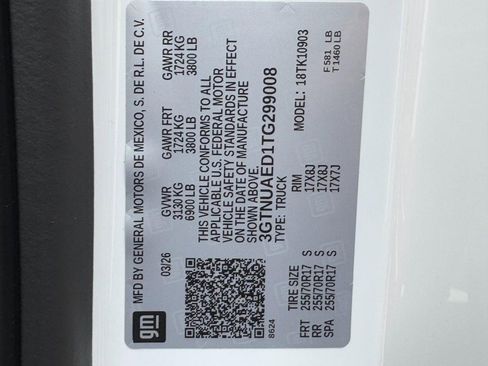 MFD BY GENERAL MOTORS DE MEXICO, S. DE R.L. DE C.V.
03/26
GVWR GAWR FRT GAWR RR
3130 KG 1724 KG 1724 KG
6900 LB 3800 LB 3800 LB
THIS VEHICLE CONFORMS TO ALL
APPLICABLE U.S. FEDERAL MOTOR
VEHICLE SAFETY STANDARDS IN EFFECT
ON THE DATE OF MANUFACTURE
SHOWN ABOVE.
3GTNUAED1TG299008
TYPE: TRUCK MODEL: 18TK10903
TIRE SIZE RIM
FRT 255/70R17 S 17X8J
RR 255/70R17 S 17X8J
SPA 255/70R17 S 17X7J
F 581 LB
T 1460 LB
gm
8624